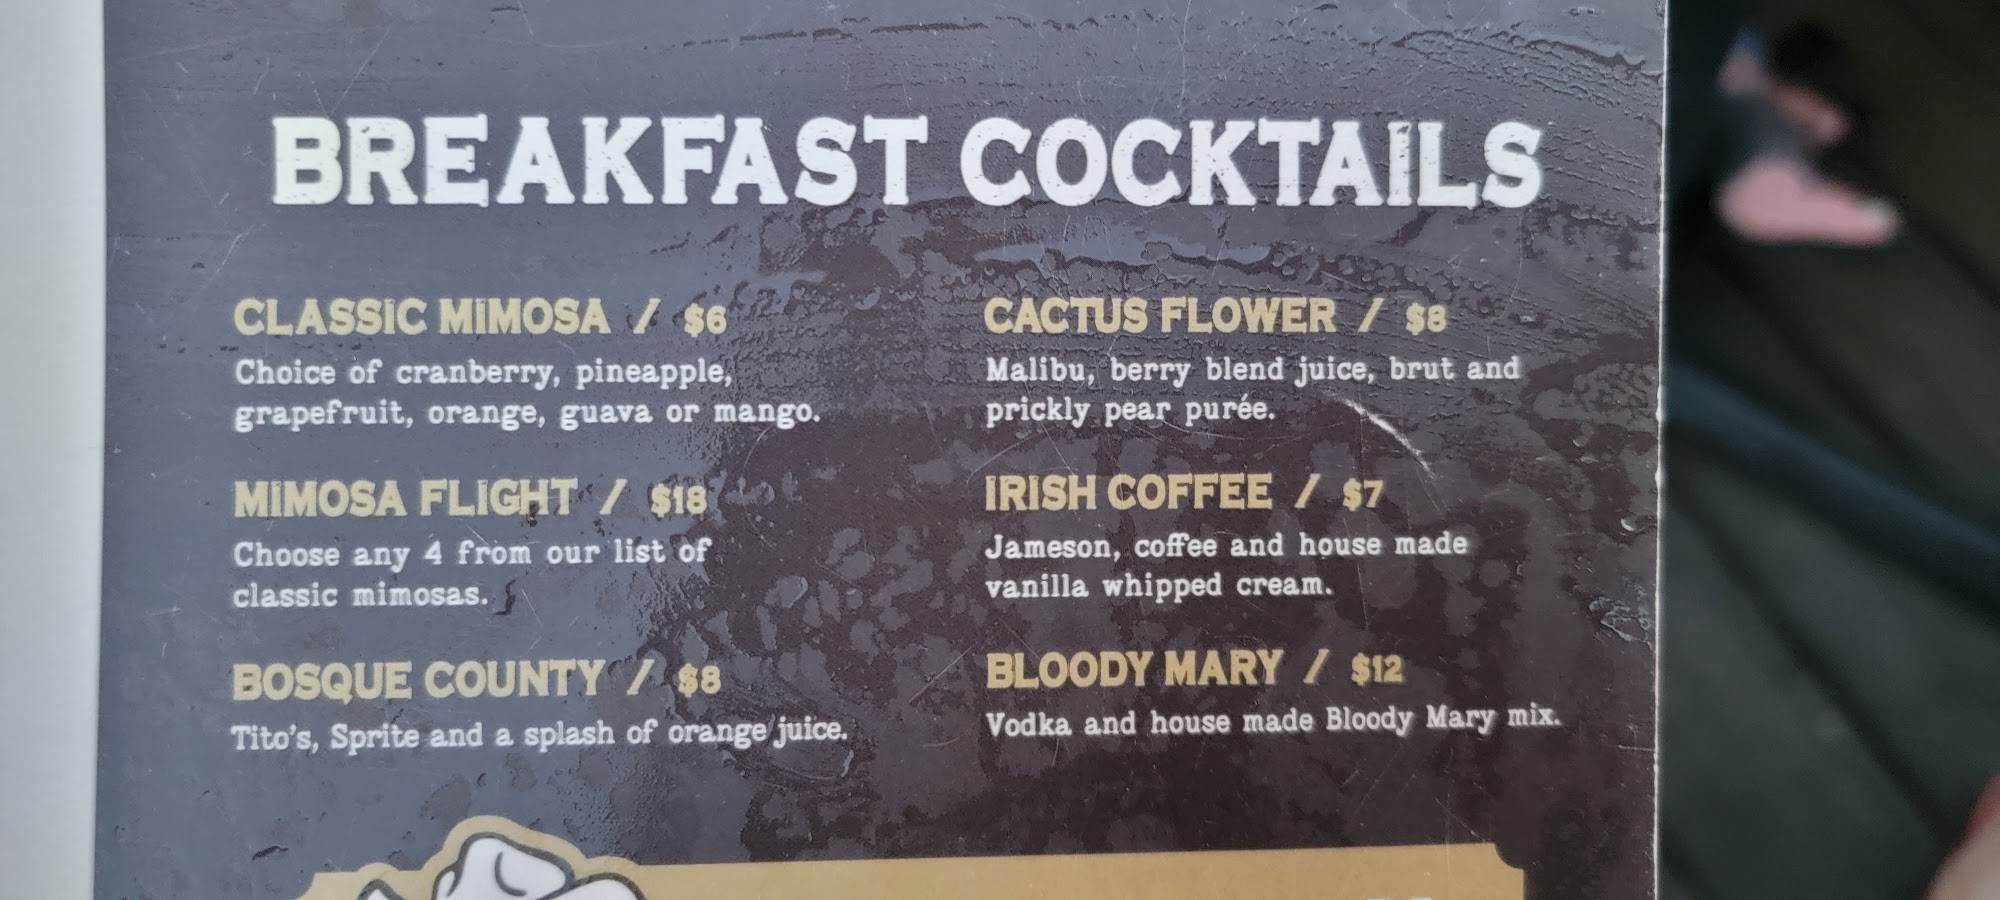 BREAKFAST COCKTAILS
CLASSIC MIMOSA / $6
Choice of cranberry, pineapple,
grapefruit, orange, guava or mango.
MIMOSA FLIGHT / $18
Choose any 4 from our list of
classic mimosas.
BOSQUE COUNTY / $8
Tito's, Sprite and a splash of orange juice.
CACTUS FLOWER / $8
Malibu, berry blend juice, brut and
prickly pear purée.
IRISH COFFEE / $7
Jameson, coffee and house made
vanilla whipped cream.
BLOODY MARY / $12
Vodka and house made Bloody Mary mix.